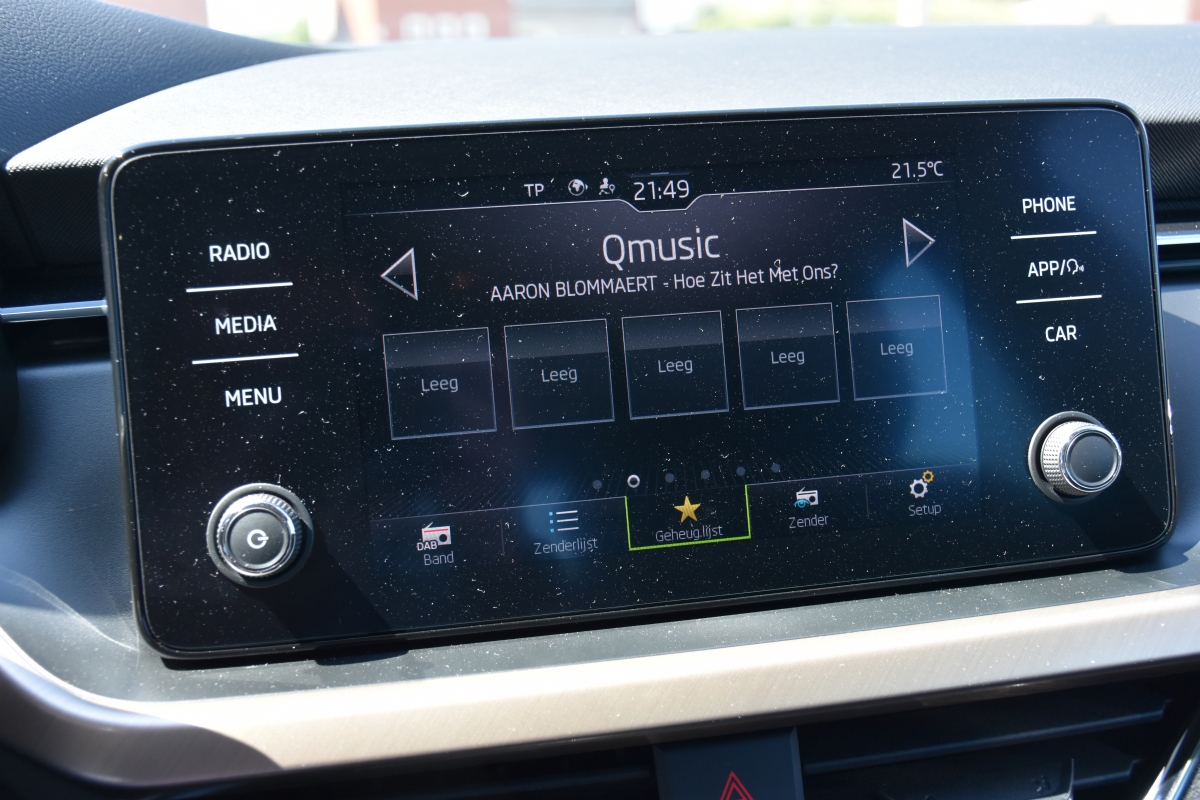 TP 21:49 21.5°C
Qmusic
AARON BLOMMAERT - Hoe Zit Het Met Ons?
Leeg Leeg Leeg Leeg Leeg
DAB
Band Zenderlijst Geheug.lijst Zender Setup
RADIO
MEDIA
MENU
PHONE
APP/
CAR